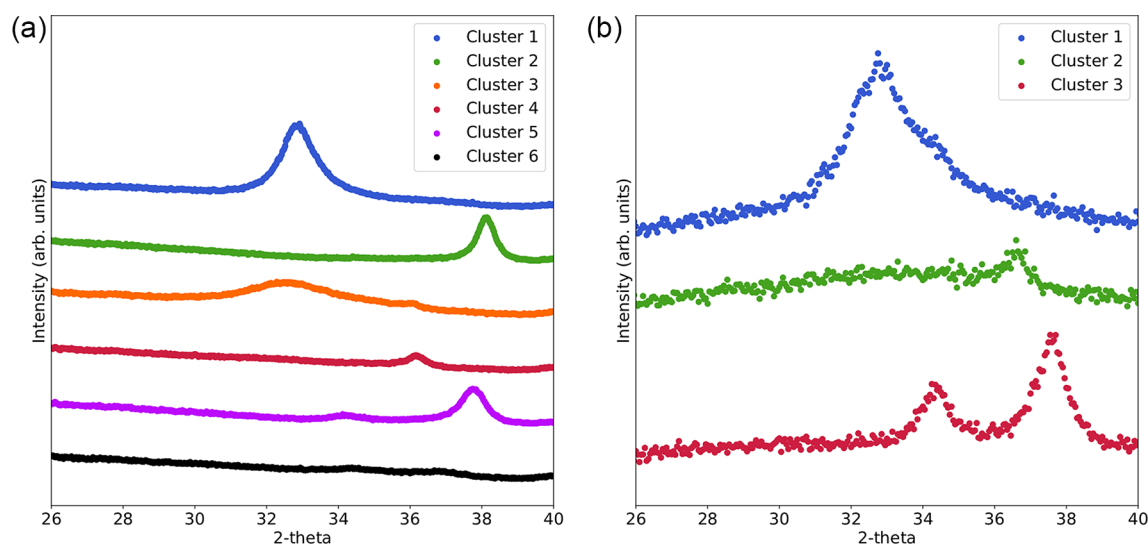 (a)
Intensity (arb. units)
Cluster 1
Cluster 2
Cluster 3
Cluster 4
Cluster 5
Cluster 6
26 28 30 32 34 36 38 40
2-theta
(b)
Intensity (arb. units)
Cluster 1
Cluster 2
Cluster 3
26 28 30 32 34 36 38 40
2-theta